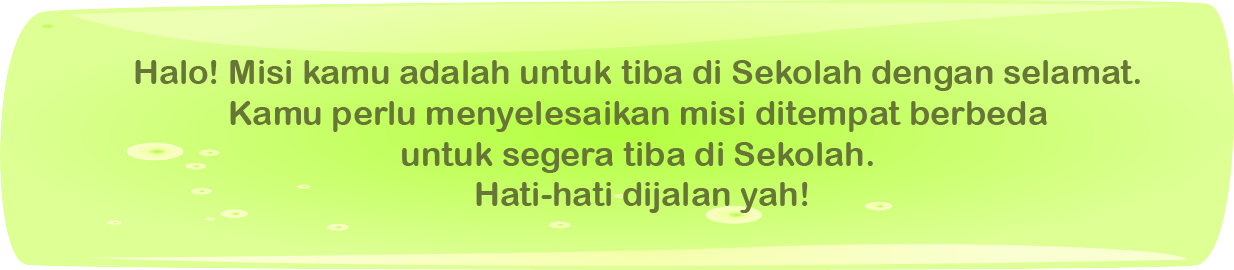 Halo! Misi kamu adalah untuk tiba di Sekolah dengan selamat.
Kamu perlu menyelesaikan misi ditempat berbeda
untuk segera tiba di Sekolah.
Hati-hati dijalan yah!